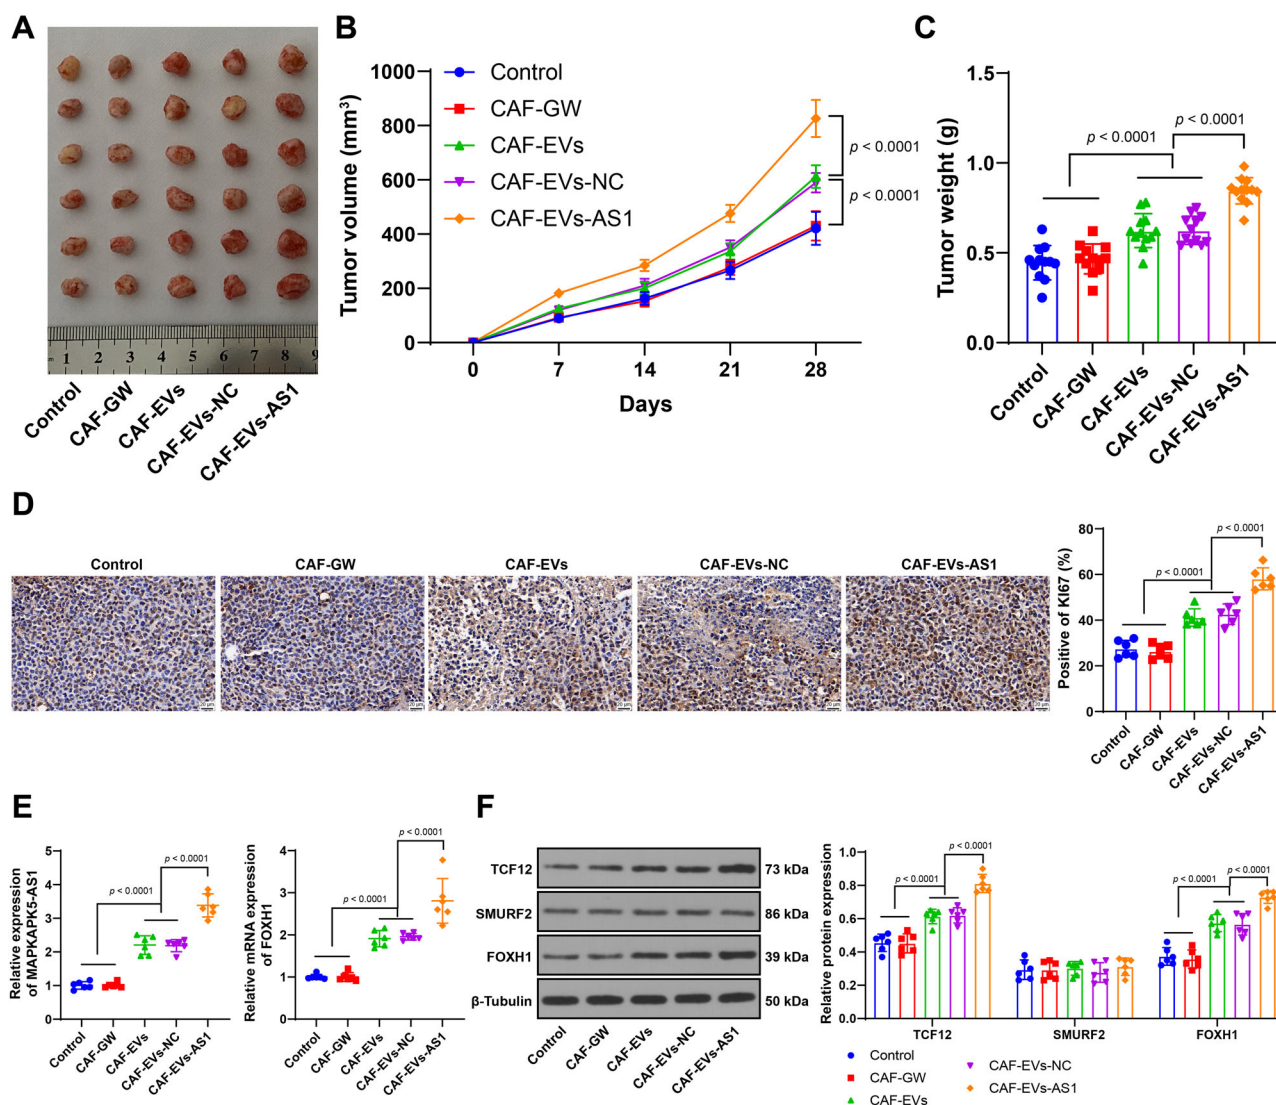 A
1 2 3 4 5 6 7 8 9
Control
CAF-GW
CAF-EVs
CAF-EVs-NC
CAF-EVs-AS1
B
Tumor volume (mm³)
1000
800
600
400
200
0
Control
CAF-GW
CAF-EVs
CAF-EVs-NC
CAF-EVs-AS1
p < 0.0001
p < 0.0001
0 7 14 21 28
Days
C
Tumor weight (g)
1.5
1.0
0.5
0.0
p < 0.0001
p < 0.0001
Control
CAF-GW
CAF-EVs
CAF-EVs-NC
CAF-EVs-AS1
D
Control
CAF-GW
CAF-EVs
CAF-EVs-NC
CAF-EVs-AS1
20 μm
20 μm
20 μm
20 μm
20 μm
Positive of KI67 (%)
80
60
40
20
0
p < 0.0001
p < 0.0001
Control
CAF-GW
CAF-EVs
CAF-EVs-NC
CAF-EVs-AS1
E
Relative expression
of MAPKAPK5-AS1
5
4
3
2
1
0
p < 0.0001
p < 0.0001
Control
CAF-GW
CAF-EVs
CAF-EVs-NC
CAF-EVs-AS1
Relative mRNA expression
of FOXH1
4
3
2
1
0
p < 0.0001
p < 0.0001
Control
CAF-GW
CAF-EVs
CAF-EVs-NC
CAF-EVs-AS1
F
TCF12 73 kDa
SMURF2 86 kDa
FOXH1 39 kDa
β-Tubulin 50 kDa
Control
CAF-GW
CAF-EVs
CAF-EVs-NC
CAF-EVs-AS1
Relative protein expression
1.0
0.8
0.6
0.4
0.2
0.0
p < 0.0001
p < 0.0001
p < 0.0001
p < 0.0001
TCF12 SMURF2 FOXH1
Control
CAF-GW
CAF-EVs
CAF-EVs-NC
CAF-EVs-AS1